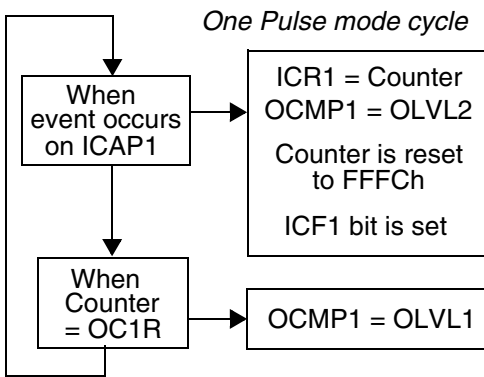 One Pulse mode cycle
When
event occurs
on ICAP1
ICR1 = Counter
OCMP1 = OLVL2
Counter is reset
to FFFCh
ICF1 bit is set
When
Counter
= OC1R
OCMP1 = OLVL1